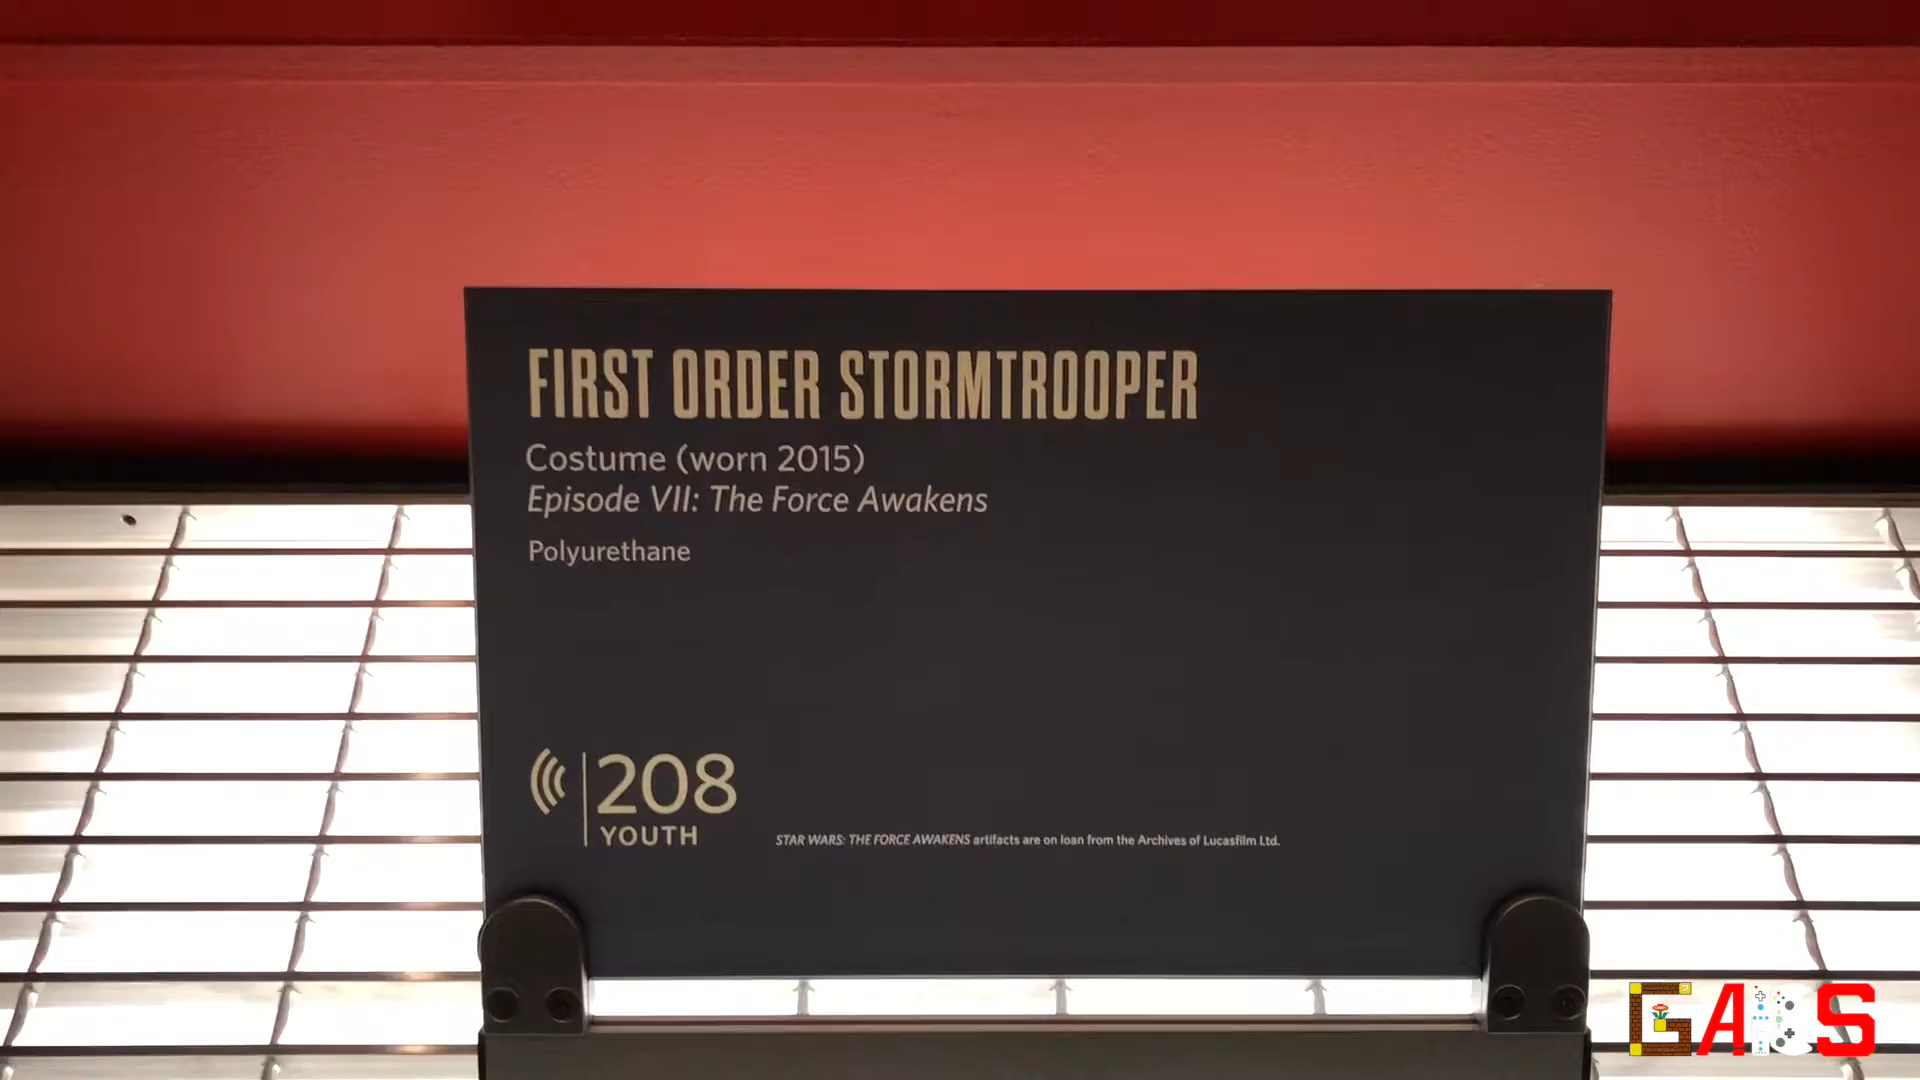 FIRST ORDER STORMTROOPER
Costume (worn 2015)
Episode VII: The Force Awakens
Polyurethane
208
YOUTH
STAR WARS: THE FORCE AWAKENS artifacts are on loan from the Archives of Lucasfilm Ltd.